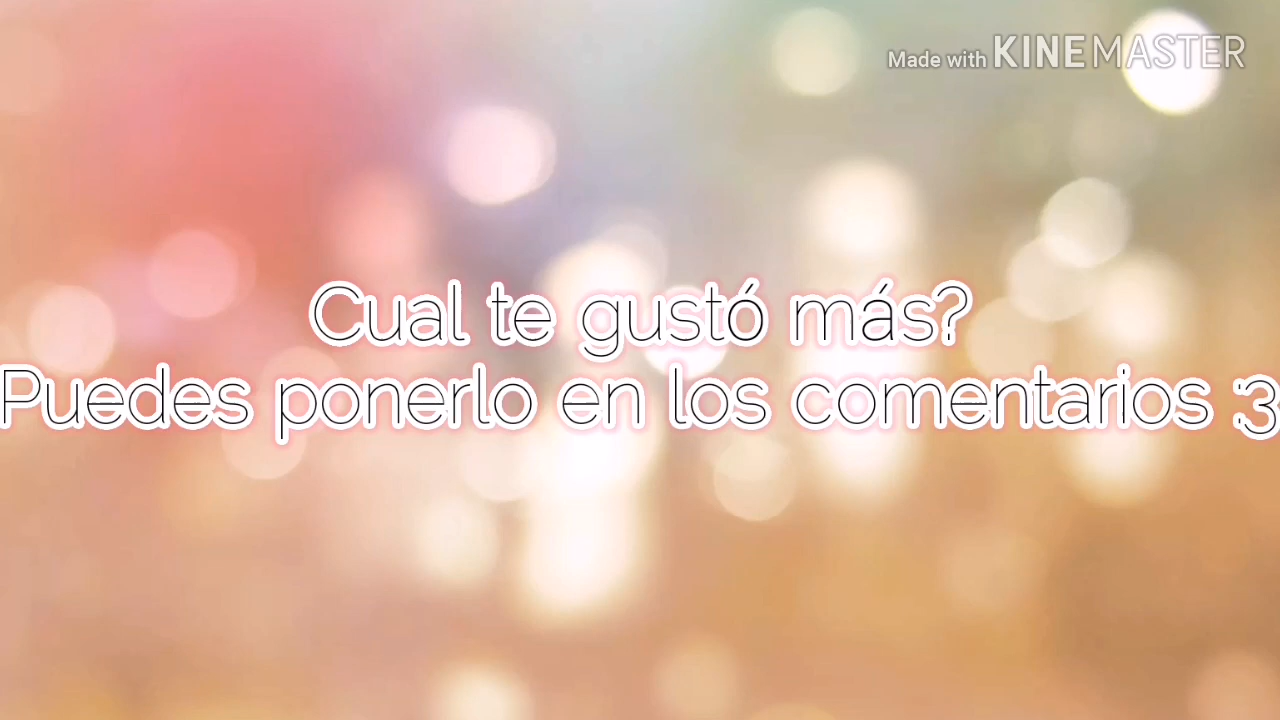 Made with KINEMASTER
Cual te gustó más?
Puedes ponerlo en los comentarios :3